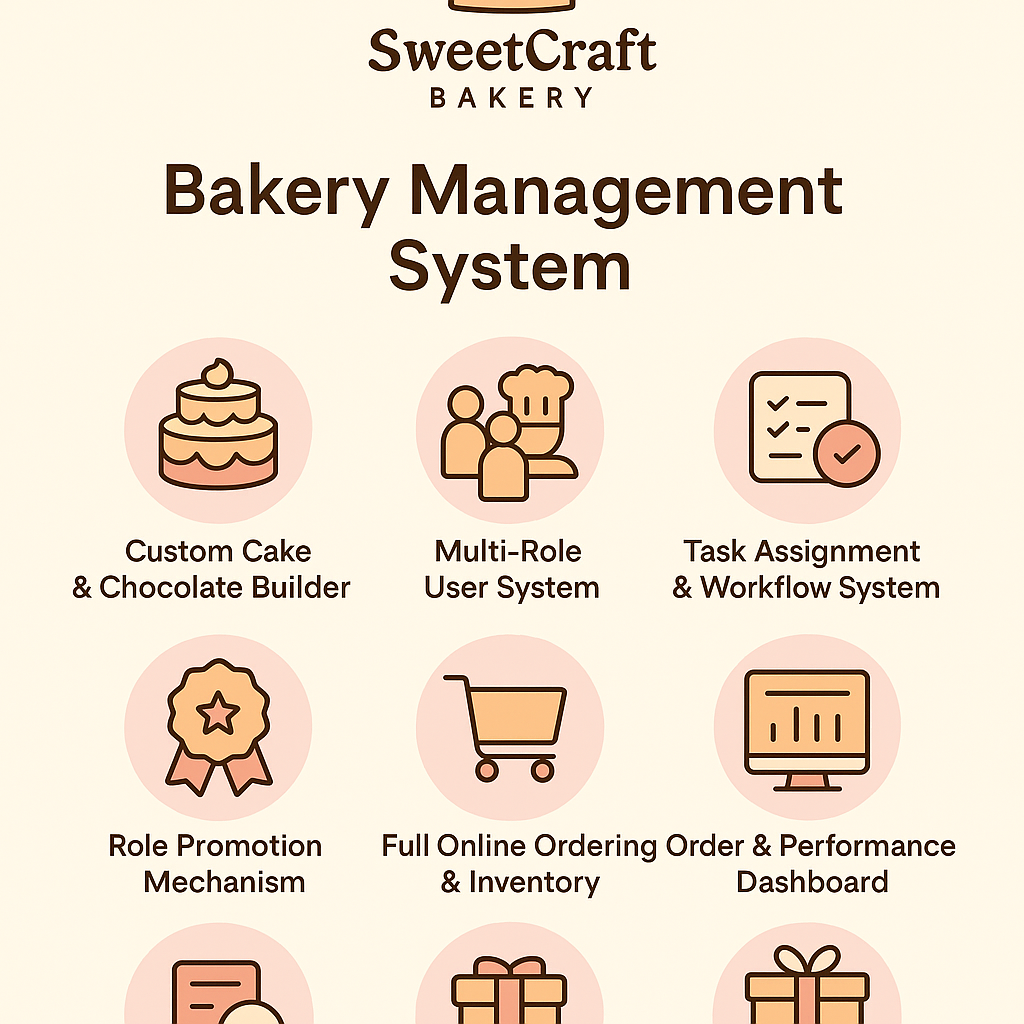 SweetCraft
BAKERY
Bakery Management
System
Custom Cake
& Chocolate Builder
Multi-Role
User System
Task Assignment
& Workflow System
Role Promotion
Mechanism
Full Online Ordering
& Inventory
Order & Performance
Dashboard